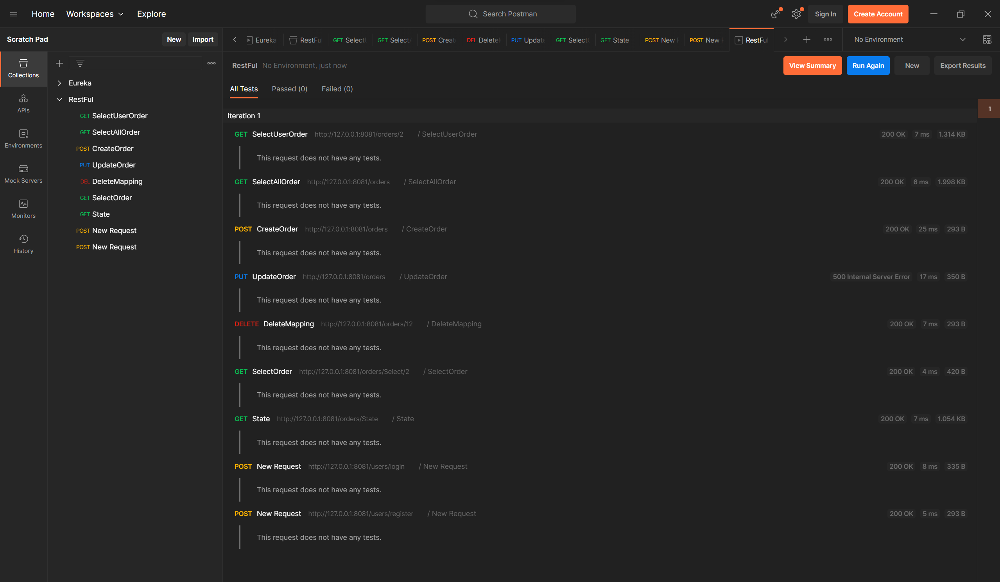 Home Workspaces Explore Search Postman Sign In Create Account
Scratch Pad New Import Eureka RestFu GET Select GET Select POST Creat DEL Delete PUT Updat GET Select GET State POST New POST New RestFu No Environment
Collections
APIs
Environments
Mock Servers
Monitors
History
Eureka
RestFul
GET SelectUserOrder
GET SelectAllOrder
POST CreateOrder
PUT UpdateOrder
DEL DeleteMapping
GET SelectOrder
GET State
POST New Request
POST New Request
RestFul No Environment, just now View Summary Run Again New Export Results
All Tests Passed (0) Failed (0)
1
Iteration 1
GET SelectUserOrder http://127.0.0.1:8081/orders/2 / SelectUserOrder 200 OK 7 ms 1.314 KB
This request does not have any tests.
GET SelectAllOrder http://127.0.0.1:8081/orders / SelectAllOrder 200 OK 6 ms 1.998 KB
This request does not have any tests.
POST CreateOrder http://127.0.0.1:8081/orders / CreateOrder 200 OK 25 ms 293 B
This request does not have any tests.
PUT UpdateOrder http://127.0.0.1:8081/orders / UpdateOrder 500 Internal Server Error 17 ms 350 B
This request does not have any tests.
DELETE DeleteMapping http://127.0.0.1:8081/orders/12 / DeleteMapping 200 OK 7 ms 293 B
This request does not have any tests.
GET SelectOrder http://127.0.0.1:8081/orders/Select/2 / SelectOrder 200 OK 4 ms 420 B
This request does not have any tests.
GET State http://127.0.0.1:8081/orders/State / State 200 OK 7 ms 1.054 KB
This request does not have any tests.
POST New Request http://127.0.0.1:8081/users/login / New Request 200 OK 8 ms 335 B
This request does not have any tests.
POST New Request http://127.0.0.1:8081/users/register / New Request 200 OK 5 ms 293 B
This request does not have any tests.